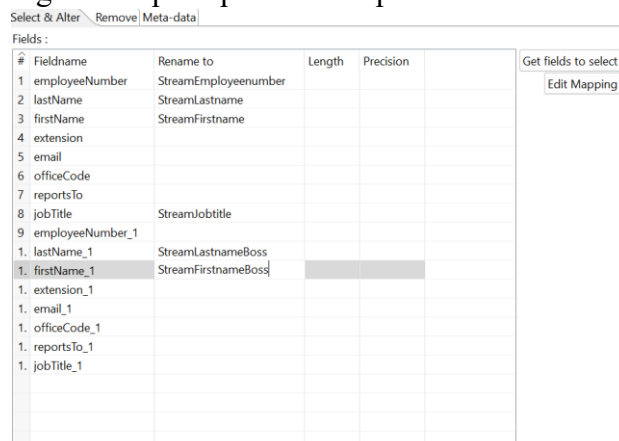 Select & Alter Remove Meta-data
Fields :
# Fieldname Rename to Length Precision Get fields to select
Edit Mapping
1 employeeNumber StreamEmployeenumber
2 lastName StreamLastname
3 firstName StreamFirstname
4 extension
5 email
6 officeCode
7 reportsTo
8 jobTitle StreamJobtitle
9 employeeNumber_1
1. lastName_1 StreamLastnameBoss
1. firstName_1 StreamFirstnameBoss
1. extension_1
1. email_1
1. officeCode_1
1. reportsTo_1
1. jobTitle_1